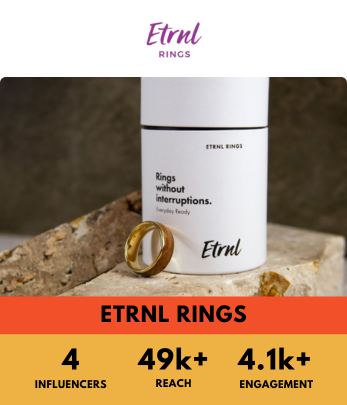 Etrnl
RINGS
ETRNL RINGS
Rings
without
interruptions.
Everyday Ready
Etrnl
ETRNL RINGS
4 49k+ 4.1k+
INFLUENCERS REACH ENGAGEMENT